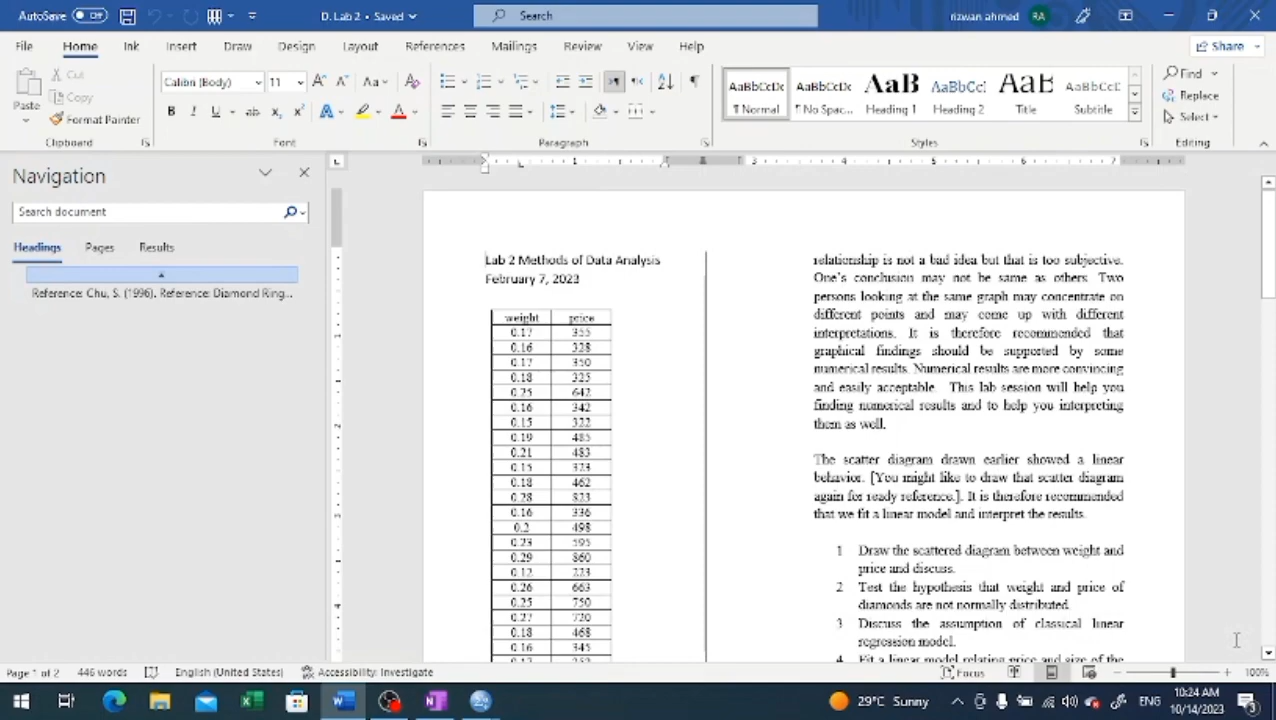 AutoSave Off
D. Lab 2 • Saved
Search
rizwan ahmed RA
File Home Ink Insert Draw Design Layout References Mailings Review View Help
Share
Paste
Cut
Copy
Format Painter
Clipboard
Calibri (Body) 11
Font
Paragraph
AaBbCcDc ¶ Normal
AaBbCcDc ¶ No Spac...
AaB Heading 1
AaBbCc Heading 2
AaB Title
AaBbCcC Subtitle
Styles
Find
Replace
Select
Editing
Navigation
Search document
Headings Pages Results
Reference: Chu, S. (1996). Reference: Diamond Ring...
Lab 2 Methods of Data Analysis
February 7, 2023
weight price
0.17 355
0.16 328
0.17 350
0.18 325
0.25 642
0.16 342
0.15 322
0.19 485
0.21 483
0.15 323
0.18 462
0.28 823
0.16 336
0.2 498
0.23 595
0.29 860
0.12 223
0.26 663
0.25 750
0.27 720
0.18 468
0.16 345
relationship is not a bad idea but that is too subjective.
One's conclusion may not be same as others. Two
persons looking at the same graph may concentrate on
different points and may come up with different
interpretations. It is therefore recommended that
graphical findings should be supported by some
numerical results. Numerical results are more convincing
and easily acceptable. This lab session will help you
finding numerical results and to help you interpreting
them as well.
The scatter diagram drawn earlier showed a linear
behavior. [You might like to draw that scatter diagram
again for ready reference.]. It is therefore recommended
that we fit a linear model and interpret the results.
1 Draw the scattered diagram between weight and
price and discuss.
2 Test the hypothesis that weight and price of
diamonds are not normally distributed.
3 Discuss the assumption of classical linear
regression model.
4 Fit a linear model relating price and size of the
Page 1 of 2 446 words English (United States) Accessibility: Investigate
Focus
100%
29°C Sunny
ENG
10:24 AM
10/14/2023